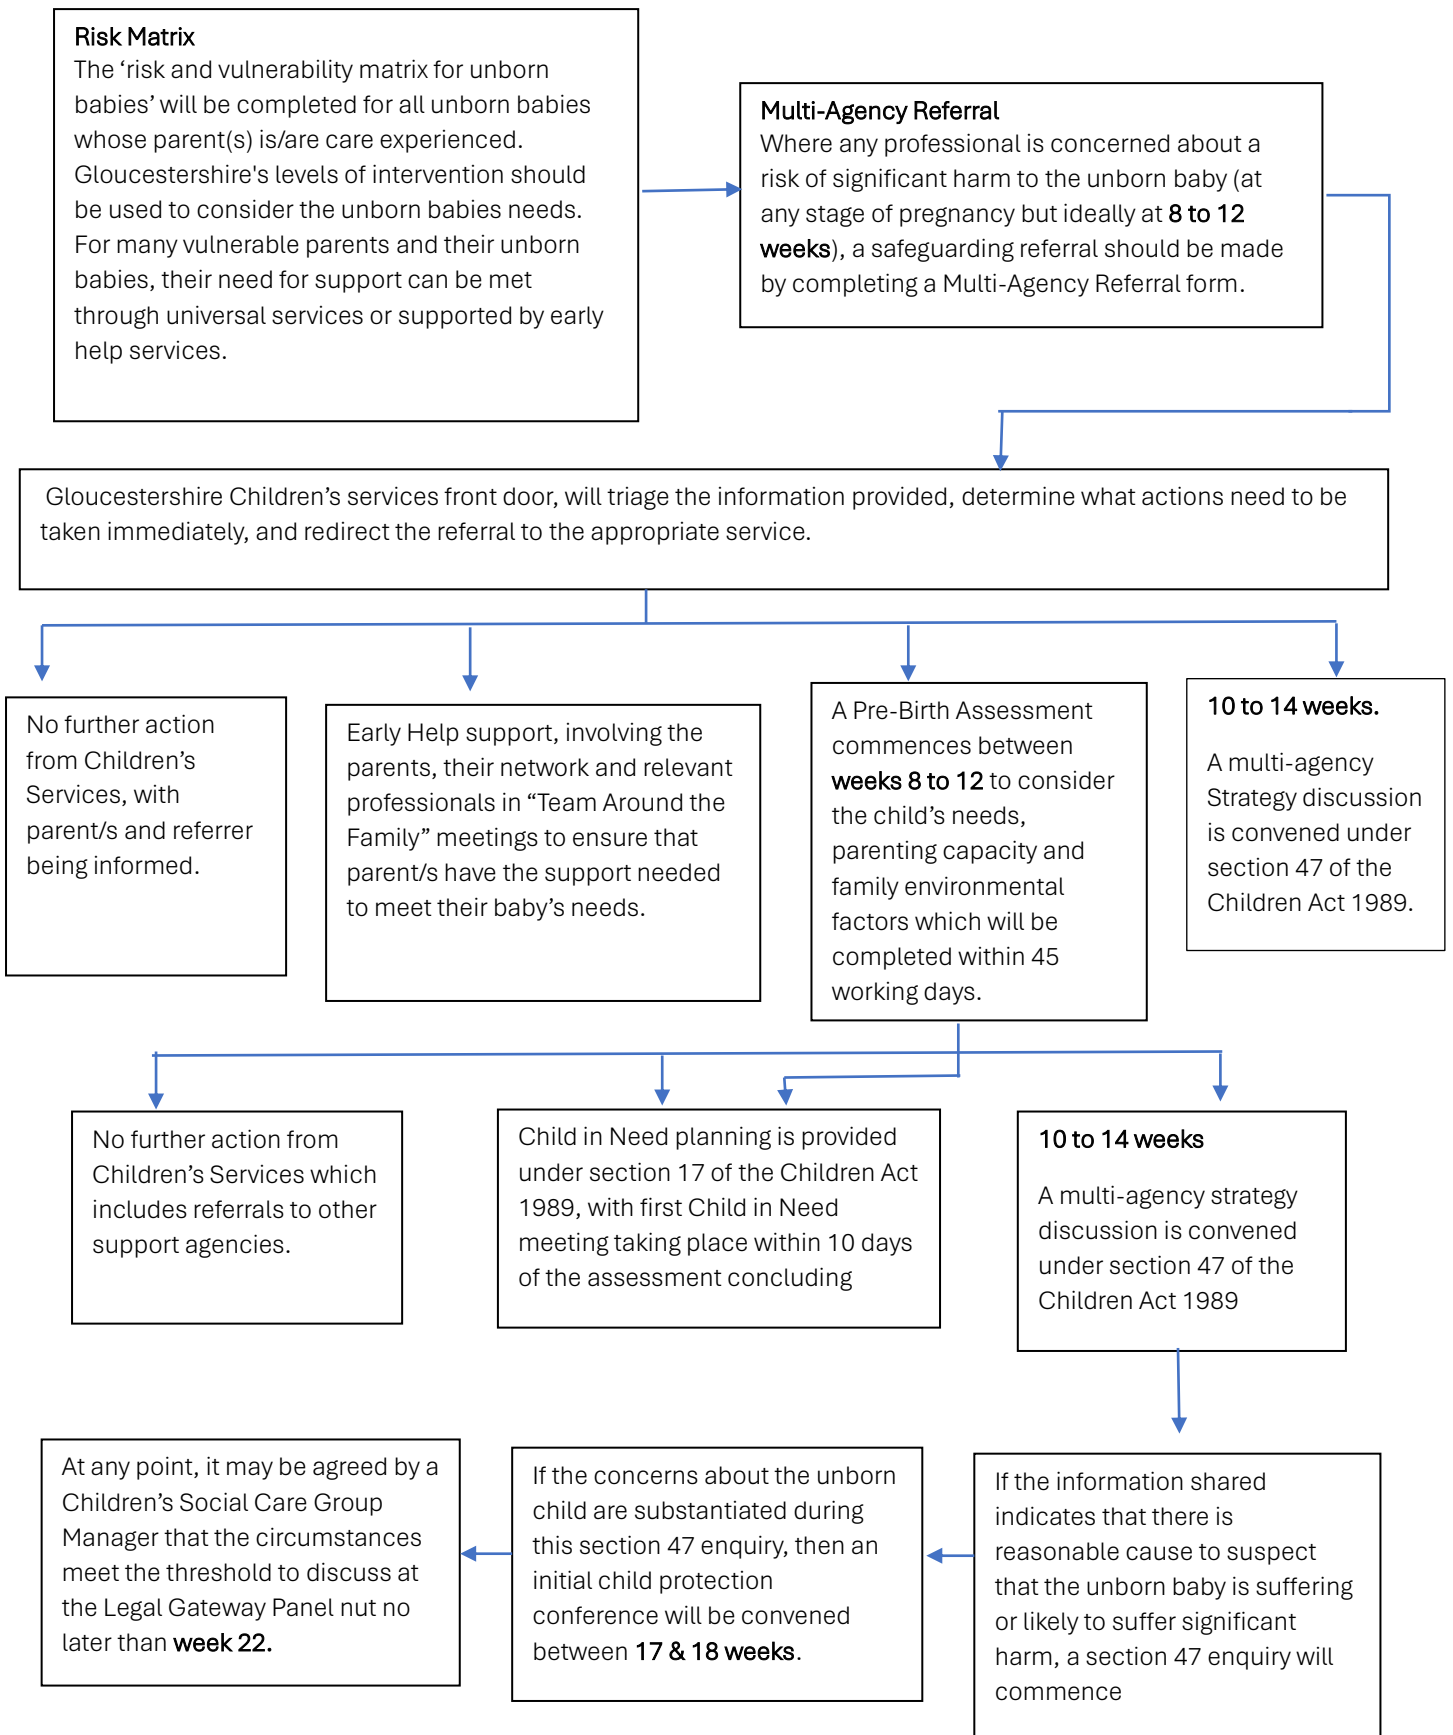 Risk Matrix
The ‘risk and vulnerability matrix for unborn
babies’ will be completed for all unborn babies
whose parent(s) is/are care experienced.
Gloucestershire's levels of intervention should
be used to consider the unborn babies needs.
For many vulnerable parents and their unborn
babies, their need for support can be met
through universal services or supported by early
help services.
Multi-Agency Referral
Where any professional is concerned about a
risk of significant harm to the unborn baby (at
any stage of pregnancy but ideally at 8 to 12
weeks), a safeguarding referral should be made
by completing a Multi-Agency Referral form.
Gloucestershire Children’s services front door, will triage the information provided, determine what actions need to be
taken immediately, and redirect the referral to the appropriate service.
No further action
from Children’s
Services, with
parent/s and referrer
being informed.
Early Help support, involving the
parents, their network and relevant
professionals in “Team Around the
Family” meetings to ensure that
parent/s have the support needed
to meet their baby’s needs.
A Pre-Birth Assessment
commences between
weeks 8 to 12 to consider
the child’s needs,
parenting capacity and
family environmental
factors which will be
completed within 45
working days.
10 to 14 weeks.
A multi-agency
Strategy discussion
is convened under
section 47 of the
Children Act 1989.
No further action from
Children’s Services which
includes referrals to other
support agencies.
Child in Need planning is provided
under section 17 of the Children Act
1989, with first Child in Need
meeting taking place within 10 days
of the assessment concluding
10 to 14 weeks
A multi-agency strategy
discussion is convened
under section 47 of the
Children Act 1989
At any point, it may be agreed by a
Children’s Social Care Group
Manager that the circumstances
meet the threshold to discuss at
the Legal Gateway Panel nut no
later than week 22.
If the concerns about the unborn
child are substantiated during
this section 47 enquiry, then an
initial child protection
conference will be convened
between 17 & 18 weeks.
If the information shared
indicates that there is
reasonable cause to suspect
that the unborn baby is suffering
or likely to suffer significant
harm, a section 47 enquiry will
commence